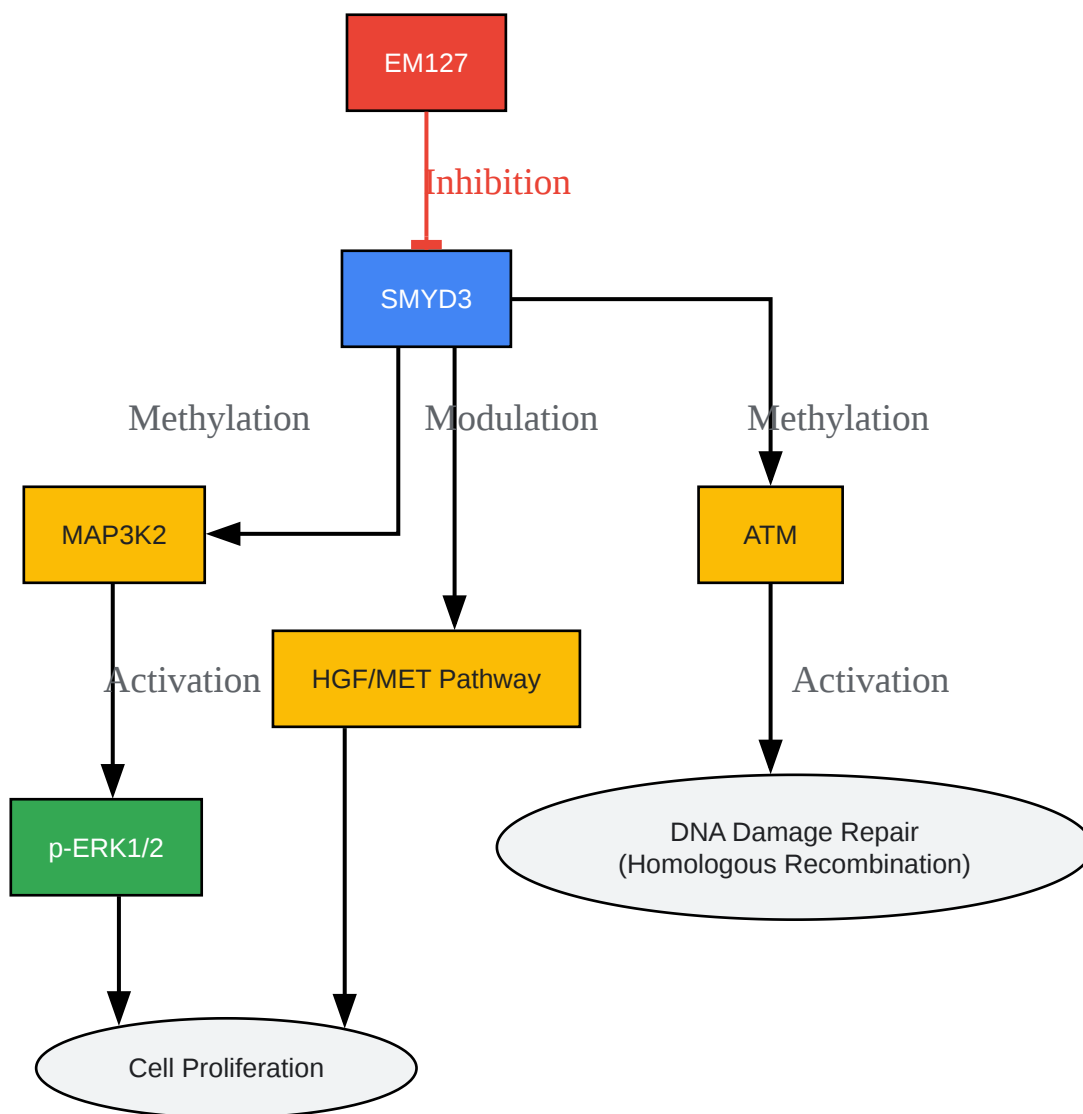 EM127
Inhibition
SMYD3
Methylation
Modulation
Methylation
MAP3K2
ATM
Activation
HGF/MET Pathway
Activation
p-ERK1/2
DNA Damage Repair
(Homologous Recombination)
Cell Proliferation